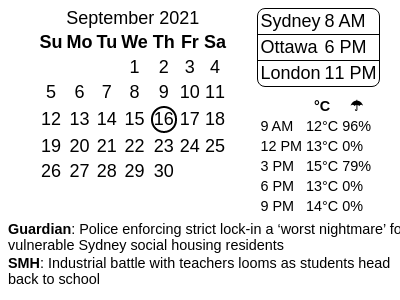 September 2021
Su Mo Tu We Th Fr Sa
1 2 3 4
5 6 7 8 9 10 11
12 13 14 15 16 17 18
19 20 21 22 23 24 25
26 27 28 29 30
Sydney 8 AM
Ottawa 6 PM
London 11 PM
°C ☂
9 AM 12°C 96%
12 PM 13°C 0%
3 PM 15°C 79%
6 PM 13°C 0%
9 PM 14°C 0%
Guardian: Police enforcing strict lock-in a ‘worst nightmare’ fo
vulnerable Sydney social housing residents
SMH: Industrial battle with teachers looms as students head
back to school